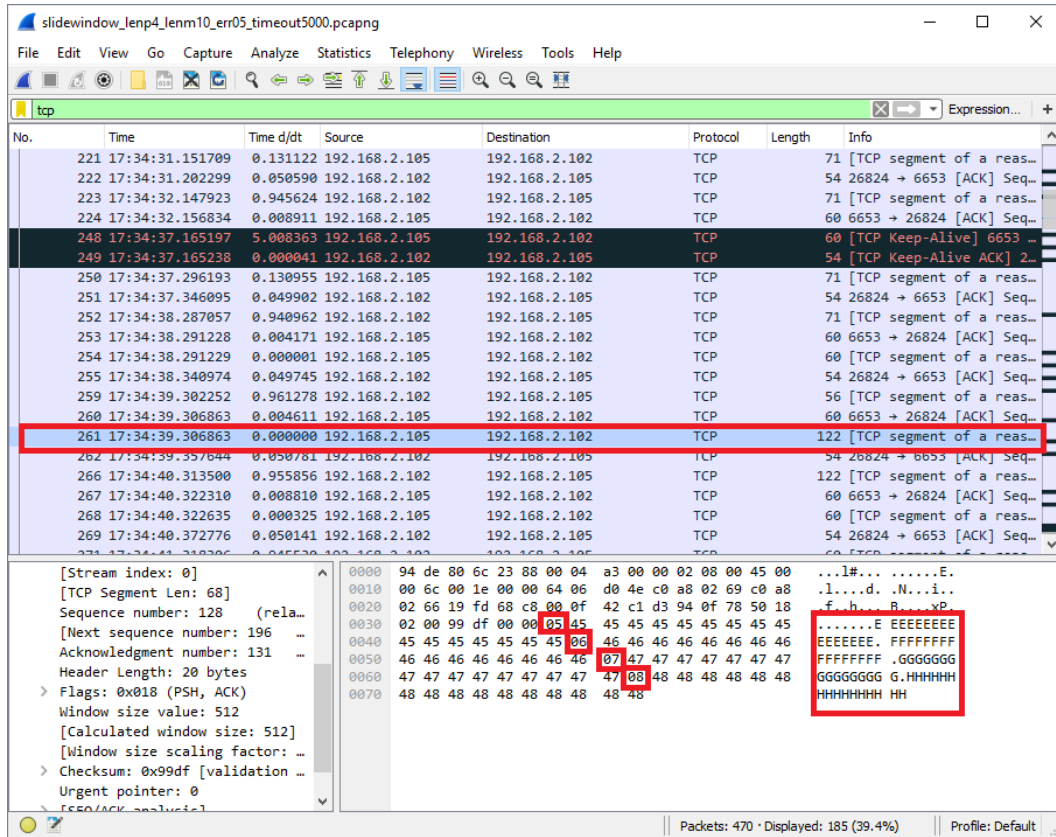 slidewindow_lenp4_lenm10_err05_timeout5000.pcapng
File Edit View Go Capture Analyze Statistics Telephony Wireless Tools Help
tcp Expression... +
No. Time Time d/dt Source Destination Protocol Length Info
221 17:34:31.151709 0.131122 192.168.2.105 192.168.2.102 TCP 71 [TCP segment of a reas…
222 17:34:31.202299 0.050590 192.168.2.102 192.168.2.105 TCP 54 26824 → 6653 [ACK] Seq…
223 17:34:32.147923 0.945624 192.168.2.102 192.168.2.105 TCP 71 [TCP segment of a reas…
224 17:34:32.156834 0.008911 192.168.2.105 192.168.2.102 TCP 60 6653 → 26824 [ACK] Seq…
248 17:34:37.165197 5.008363 192.168.2.105 192.168.2.102 TCP 60 [TCP Keep-Alive] 6653 …
249 17:34:37.165238 0.000041 192.168.2.102 192.168.2.105 TCP 54 [TCP Keep-Alive ACK] 2…
250 17:34:37.296193 0.130955 192.168.2.105 192.168.2.102 TCP 71 [TCP segment of a reas…
251 17:34:37.346095 0.049902 192.168.2.102 192.168.2.105 TCP 54 26824 → 6653 [ACK] Seq…
252 17:34:38.287057 0.940962 192.168.2.102 192.168.2.105 TCP 71 [TCP segment of a reas…
253 17:34:38.291228 0.004171 192.168.2.105 192.168.2.102 TCP 60 6653 → 26824 [ACK] Seq…
254 17:34:38.291229 0.000001 192.168.2.105 192.168.2.102 TCP 60 [TCP segment of a reas…
255 17:34:38.340974 0.049745 192.168.2.102 192.168.2.105 TCP 54 26824 → 6653 [ACK] Seq…
259 17:34:39.302252 0.961278 192.168.2.102 192.168.2.105 TCP 56 [TCP segment of a reas…
260 17:34:39.306863 0.004611 192.168.2.105 192.168.2.102 TCP 60 6653 → 26824 [ACK] Seq…
261 17:34:39.306863 0.000000 192.168.2.105 192.168.2.102 TCP 122 [TCP segment of a reas…
262 17:34:39.357644 0.050781 192.168.2.102 192.168.2.105 TCP 54 26824 → 6653 [ACK] Seq…
266 17:34:40.313500 0.955856 192.168.2.102 192.168.2.105 TCP 122 [TCP segment of a reas…
267 17:34:40.322310 0.008810 192.168.2.105 192.168.2.102 TCP 60 6653 → 26824 [ACK] Seq…
268 17:34:40.322635 0.000325 192.168.2.105 192.168.2.102 TCP 60 [TCP segment of a reas…
269 17:34:40.372776 0.050141 192.168.2.102 192.168.2.105 TCP 54 26824 → 6653 [ACK] Seq…
[Stream index: 0]
[TCP Segment Len: 68]
Sequence number: 128 (rela…
[Next sequence number: 196 …
Acknowledgment number: 131 …
Header Length: 20 bytes
> Flags: 0x018 (PSH, ACK)
Window size value: 512
[Calculated window size: 512]
[Window size scaling factor: …
> Checksum: 0x99df [validation …
Urgent pointer: 0
> [SEQ/ACK analysis]
0000 94 de 80 6c 23 88 00 04 a3 00 00 02 08 00 45 00 ...l#... ......E.
0010 00 6c 00 1e 00 00 64 06 d0 4e c0 a8 02 69 c0 a8 .l....d. .N...i..
0020 02 66 19 fd 68 c8 00 0f 42 c1 d3 94 0f 78 50 18 .f..h... B....xP.
0030 02 00 99 df 00 00 05 45 45 45 45 45 45 45 45 45 .......E EEEEEEEE
0040 45 45 45 45 45 45 45 06 46 46 46 46 46 46 46 46 EEEEEEE. FFFFFFFF
0050 46 46 46 46 46 46 46 46 07 47 47 47 47 47 47 47 FFFFFFFF .GGGGGGG
0060 47 47 47 47 47 47 47 47 47 08 48 48 48 48 48 48 GGGGGGGG G.HHHHHH
0070 48 48 48 48 48 48 48 48 48 48 HHHHHHHH HH
Packets: 470 · Displayed: 185 (39.4%) Profile: Default